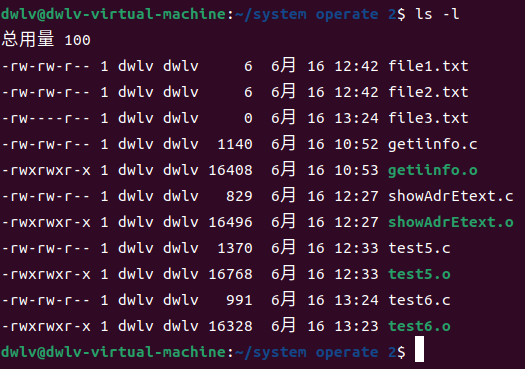 dwlv@dwlv-virtual-machine:~/system operate 2$ ls -l
总用量 100
-rw-rw-r-- 1 dwlv dwlv     6  6月  16 12:42 file1.txt
-rw-rw-r-- 1 dwlv dwlv     6  6月  16 12:42 file2.txt
-rw----r-- 1 dwlv dwlv     0  6月  16 13:24 file3.txt
-rw-rw-r-- 1 dwlv dwlv  1140  6月  16 10:52 getiinfo.c
-rwxrwxr-x 1 dwlv dwlv 16408  6月  16 10:53 getiinfo.o
-rw-rw-r-- 1 dwlv dwlv   829  6月  16 12:27 showAdrEtext.c
-rwxrwxr-x 1 dwlv dwlv 16496  6月  16 12:27 showAdrEtext.o
-rw-rw-r-- 1 dwlv dwlv  1370  6月  16 12:33 test5.c
-rwxrwxr-x 1 dwlv dwlv 16768  6月  16 12:33 test5.o
-rw-rw-r-- 1 dwlv dwlv   991  6月  16 13:24 test6.c
-rwxrwxr-x 1 dwlv dwlv 16328  6月  16 13:23 test6.o
dwlv@dwlv-virtual-machine:~/system operate 2$